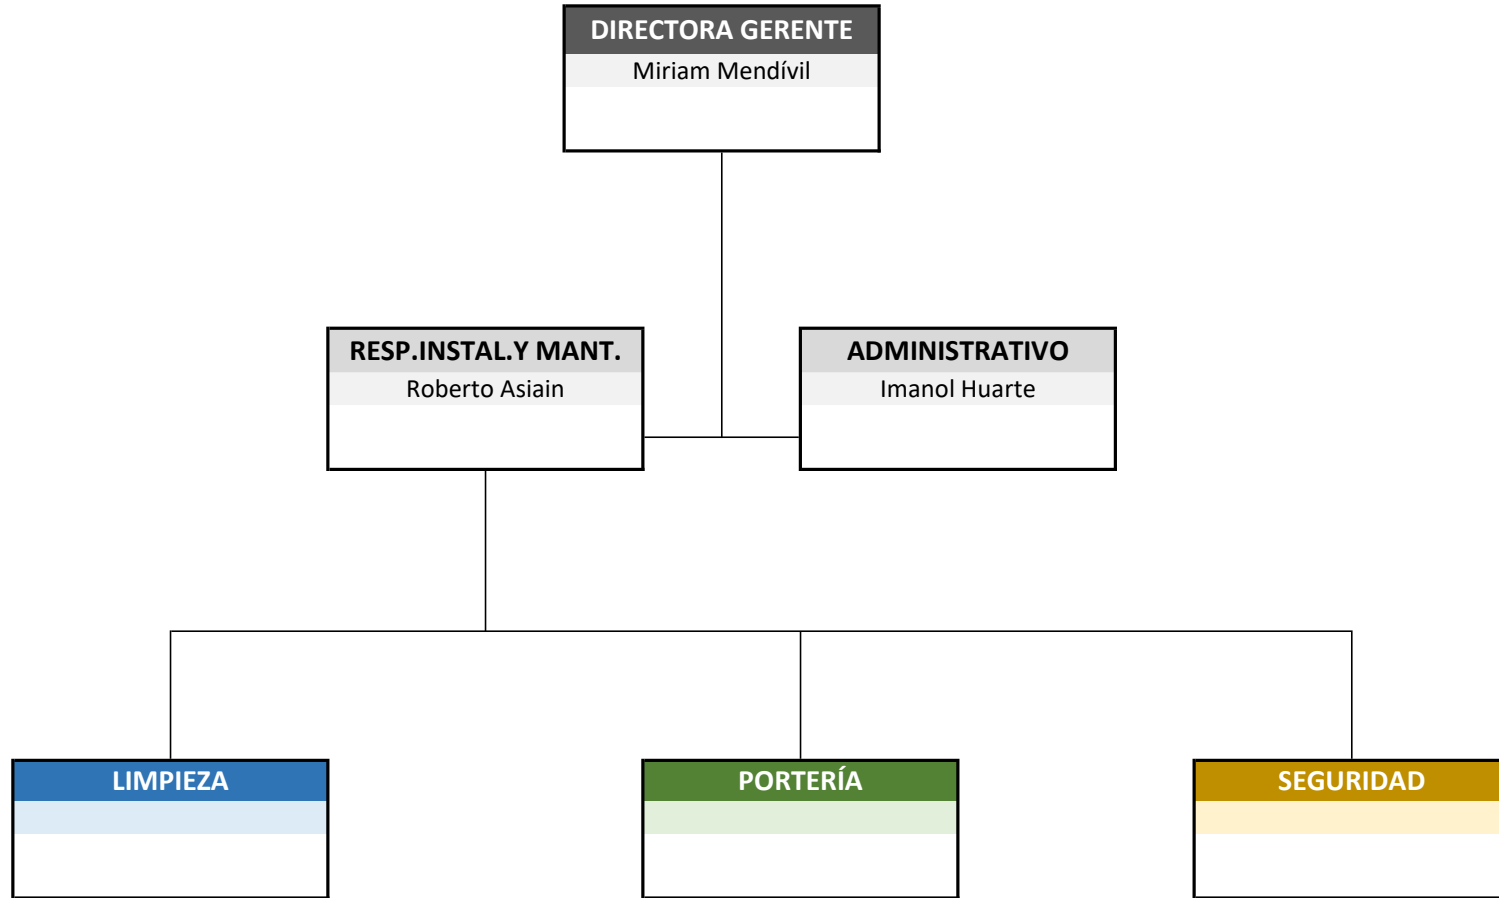 DIRECTORA GERENTE
Miriam Mendívil
RESP.INSTAL.Y MANT.
Roberto Asiain
ADMINISTRATIVO
Imanol Huarte
LIMPIEZA
PORTERÍA
SEGURIDAD